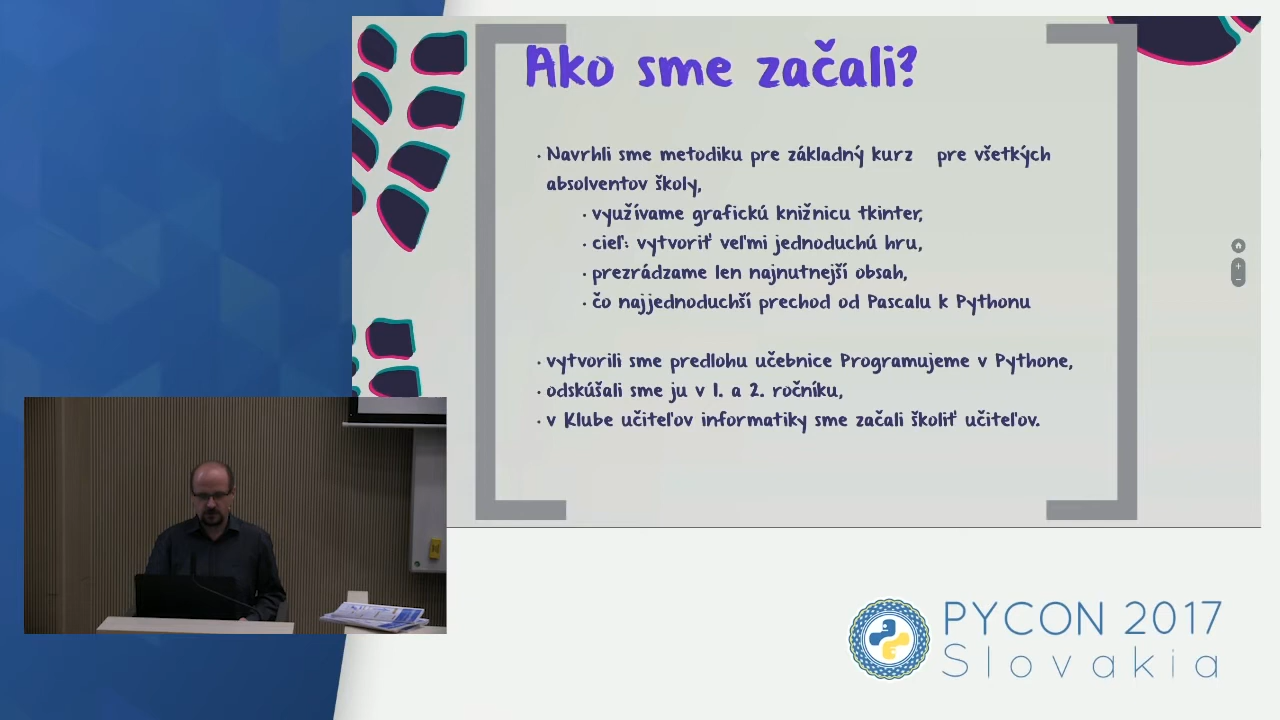 Ako sme začali?
· Navrhli sme metodiku pre základný kurz pre všetkých
absolventov školy,
· využívame grafickú knižnicu tkinter,
· cieľ: vytvoriť veľmi jednoduchú hru,
· prezrádzame len najnutnejší obsah,
· čo najjednoduchší prechod od Pascalu k Pythonu
· vytvorili sme predlohu učebnice Programujeme v Pythone,
· odskúšali sme ju v 1. a 2. ročníku,
· v Klube učiteľov informatiky sme začali školiť učiteľov.
PYCON 2017
Slovakia